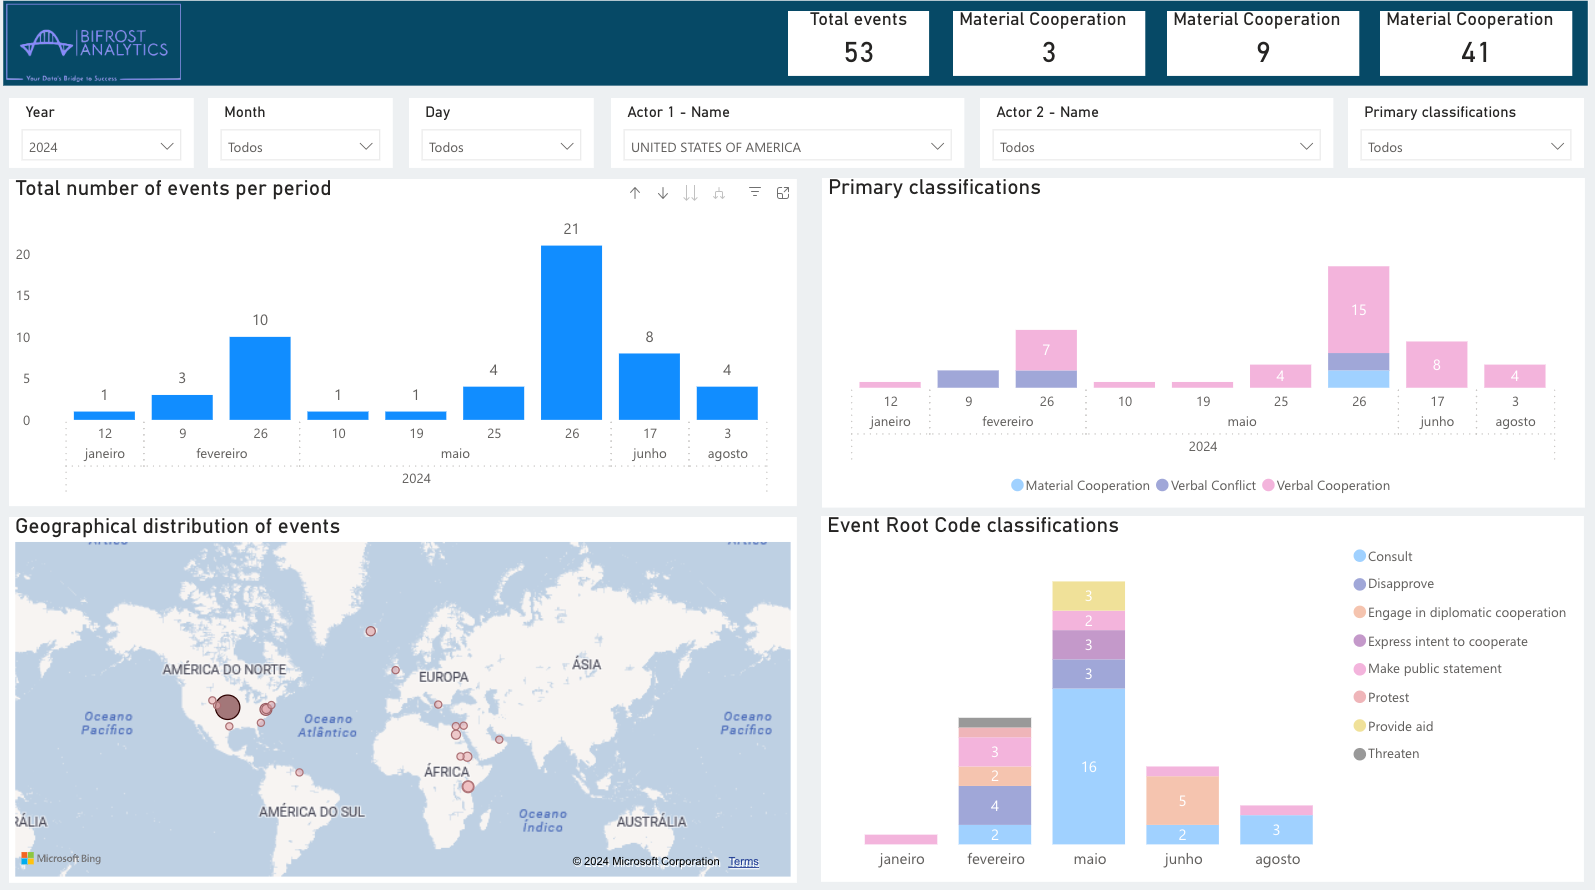 BIFROST
ANALYTICS
Your Data's Bridge to Success
Total events
53
Material Cooperation
3
Material Cooperation
9
Material Cooperation
41
Year
2024
Month
Todos
Day
Todos
Actor 1 - Name
UNITED STATES OF AMERICA
Actor 2 - Name
Todos
Primary classifications
Todos
Total number of events per period
20
15
10
5
0
1
3
10
1
1
4
21
8
4
12
9
26
10
19
25
26
17
3
janeiro
fevereiro
maio
junho
agosto
2024
Primary classifications
7
4
15
8
4
12
9
26
10
19
25
26
17
3
janeiro
fevereiro
maio
junho
agosto
2024
Material Cooperation
Verbal Conflict
Verbal Cooperation
Geographical distribution of events
AMÉRICA DO NORTE
EUROPA
ÁSIA
Oceano
Pacífico
Oceano
Atlântico
Oceano
Pacífico
ÁFRICA
AMÉRICA DO SUL
Oceano
Índico
AUSTRÁLIA
RÁLIA
Microsoft Bing
© 2024 Microsoft Corporation
Terms
Event Root Code classifications
3
2
4
2
3
2
3
3
16
5
2
3
janeiro
fevereiro
maio
junho
agosto
Consult
Disapprove
Engage in diplomatic cooperation
Express intent to cooperate
Make public statement
Protest
Provide aid
Threaten